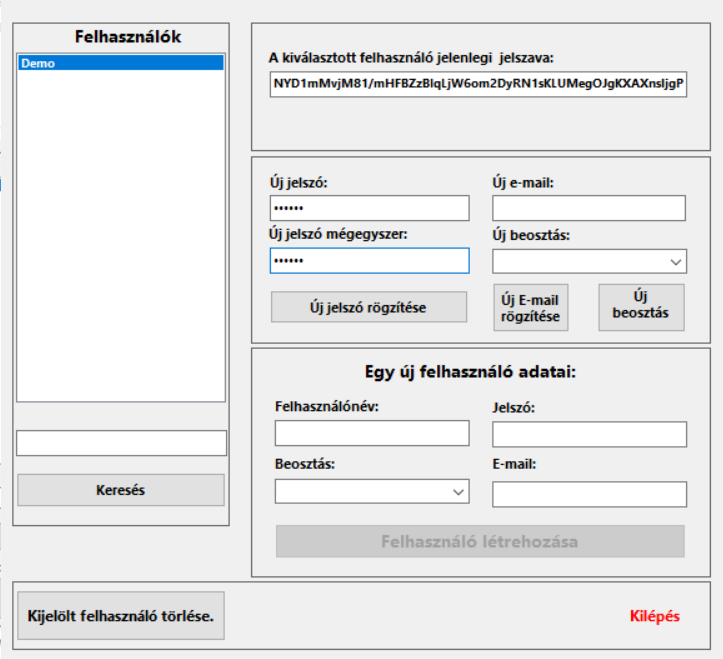 Felhasználók
Demo
Keresés
A kiválasztott felhasználó jelenlegi jelszava:
NYD1mMvjM81/mHFBZzBlqLjW6om2DyRN1sKLUMegOJgKXAXnsljgP
Új jelszó:
Új e-mail:
••••••
Új jelszó mégegyszer:
Új beosztás:
••••••
Új jelszó rögzítése
Új E-mail
rögzítése
Új
beosztás
Egy új felhasználó adatai:
Felhasználónév:
Jelszó:
Beosztás:
E-mail:
Felhasználó létrehozása
Kijelölt felhasználó törlése.
Kilépés